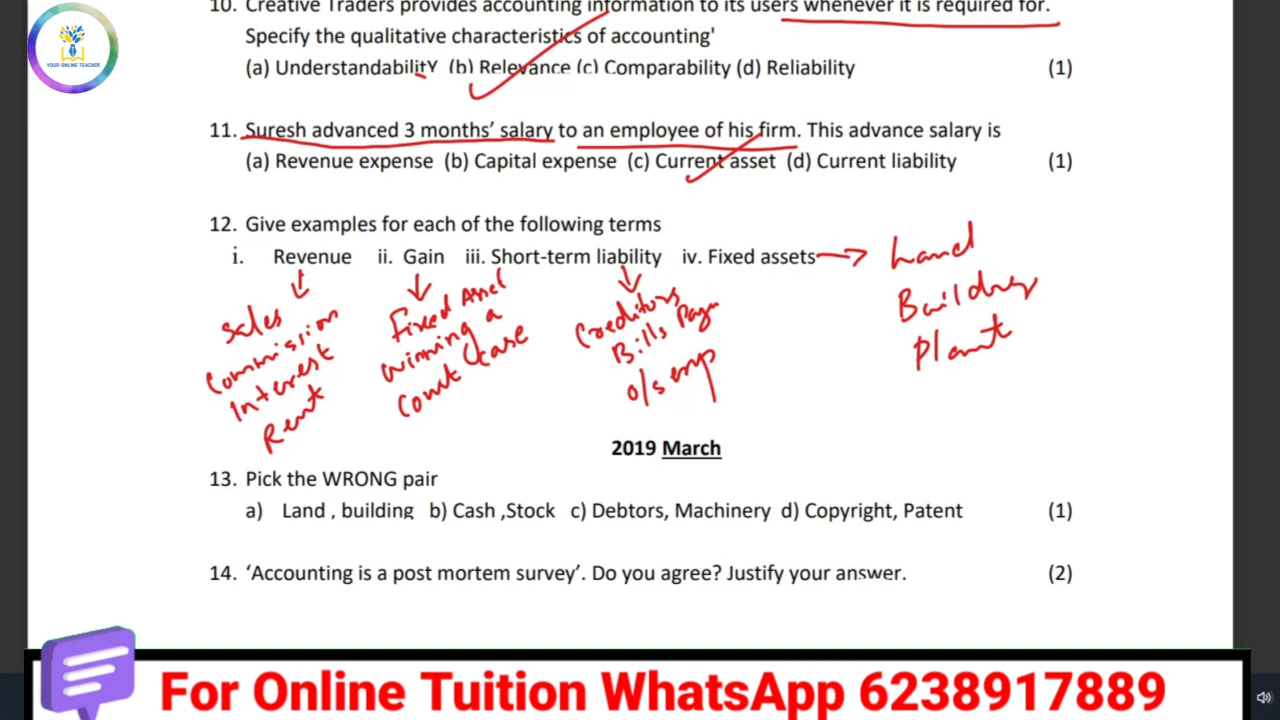 10. Creative Traders provides accounting information to its users whenever it is required for.
YOUR ONLINE TEACHER
Specify the qualitative characteristics of accounting'
(a) Understandability (b) Relevance (c) Comparability (d) Reliability (1)
11. Suresh advanced 3 months' salary to an employee of his firm. This advance salary is
(a) Revenue expense (b) Capital expense (c) Current asset (d) Current liability (1)
12. Give examples for each of the following terms
i. Revenue ii. Gain iii. Short-term liability iv. Fixed assets
Land
Building
Plant
Sales
Commission
Interest
Rent
Fixed Asset
winning a
court case
Creditors
Bills Paya
o/s exp
2019 March
13. Pick the WRONG pair
a) Land , building b) Cash ,Stock c) Debtors, Machinery d) Copyright, Patent (1)
14. 'Accounting is a post mortem survey'. Do you agree? Justify your answer. (2)
For Online Tuition WhatsApp 6238917889